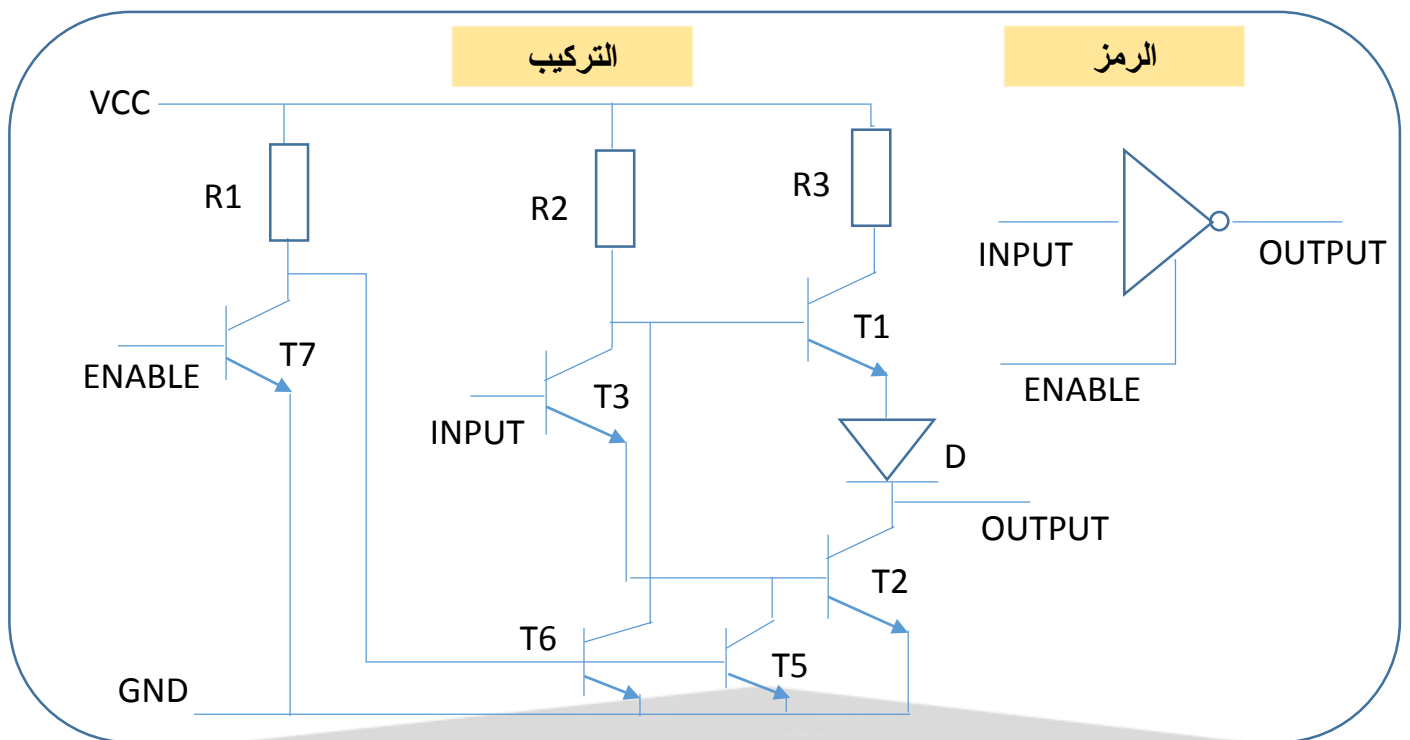 التركيب
الرمز
VCC
R1
R2
R3
INPUT
OUTPUT
T1
T7
ENABLE
T3
ENABLE
INPUT
D
OUTPUT
T2
T6
T5
GND